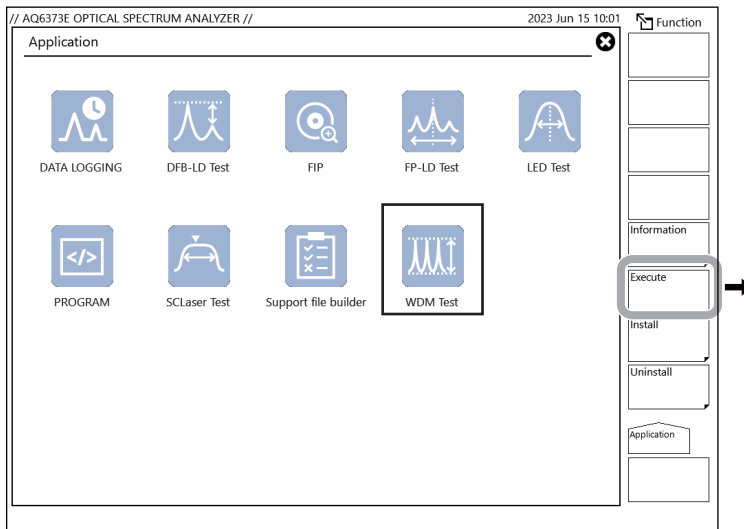 // AQ6373E OPTICAL SPECTRUM ANALYZER // 2023 Jun 15 10:01
Function
Application
DATA LOGGING DFB-LD Test FIP FP-LD Test LED Test
</>
PROGRAM SCLaser Test Support file builder WDM Test
Information
Execute
Install
Uninstall
Application